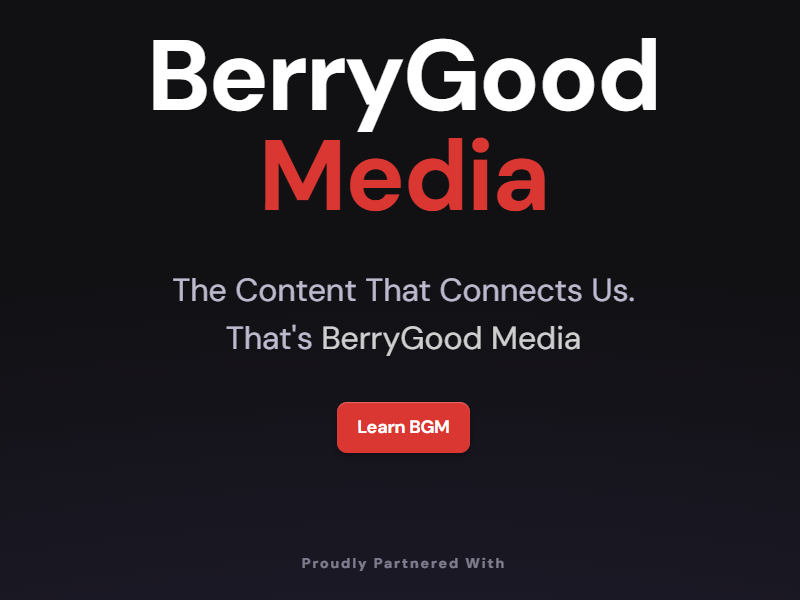 BerryGood
Media
The Content That Connects Us.
That's BerryGood Media
Learn BGM
Proudly Partnered With